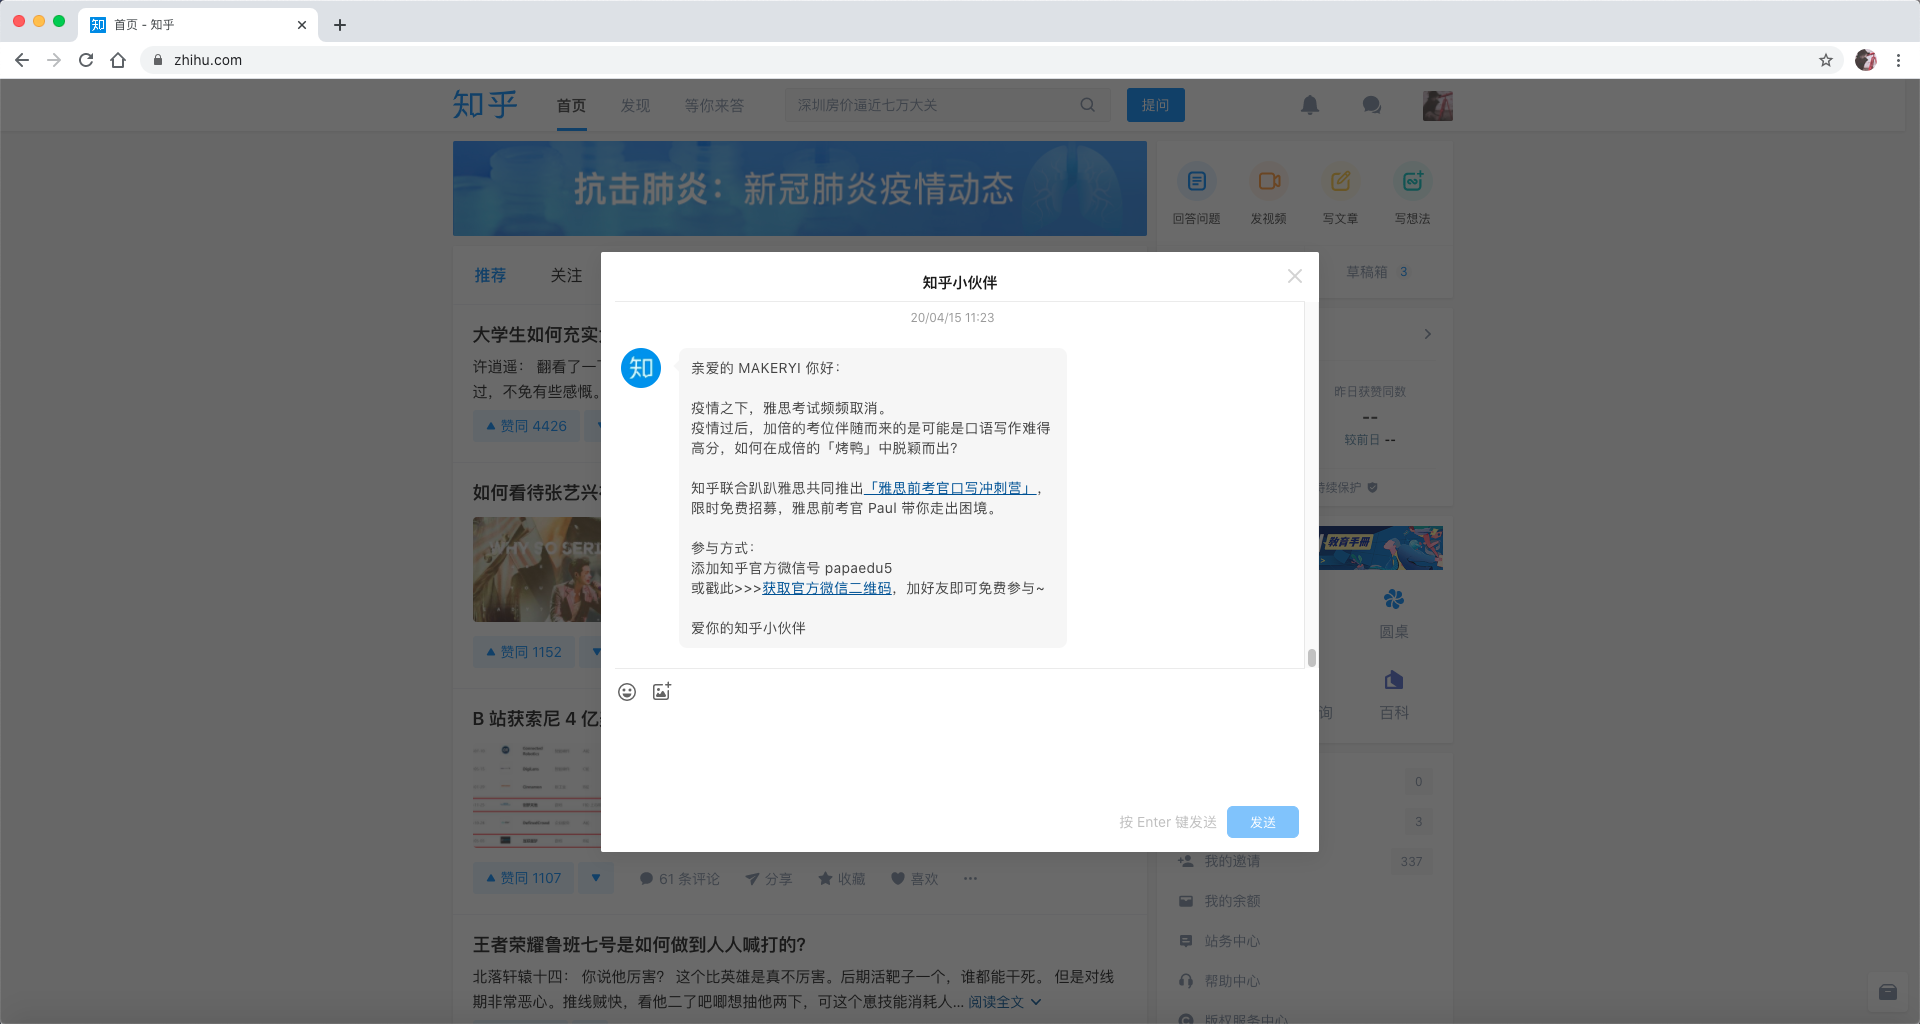 首页 - 知乎
zhihu.com
知乎
首页
发现
等你来答
深圳房价逼近七万大关
提问
抗击肺炎：新冠肺炎疫情动态
回答问题
发视频
写文章
写想法
推荐
关注
草稿箱 3
知乎小伙伴
20/04/15 11:23
知
亲爱的 MAKERYI 你好：
疫情之下，雅思考试频频取消。
疫情过后，加倍的考位伴随而来的是可能是口语写作难得
高分，如何在成倍的「烤鸭」中脱颖而出？
知乎联合趴趴雅思共同推出「雅思前考官口写冲刺营」，
限时免费招募，雅思前考官 Paul 带你走出困境。
参与方式：
添加知乎官方微信号 papaedu5
或戳此>>>获取官方微信二维码，加好友即可免费参与~
爱你的知乎小伙伴
按 Enter 键发送
发送
大学生如何充实
许逍遥： 翻看了一
过，不免有些感慨。
赞同 4426
如何看待张艺兴
WHY SO SERI
赞同 1152
B 站获索尼 4 亿
赞同 1107
61 条评论
分享
收藏
喜欢
王者荣耀鲁班七号是如何做到人人喊打的?
北落轩辕十四： 你说他厉害？ 这个比英雄是真不厉害。后期活靶子一个，谁都能干死。 但是对线
期非常恶心。推线贼快，看他二了吧唧想抽他两下，可这个崽技能消耗人... 阅读全文
昨日获赞同数
--
较前日 --
持续保护
教育手册
圆桌
询
百科
0
3
我的邀请
337
我的余额
站务中心
帮助中心
版权服务中心